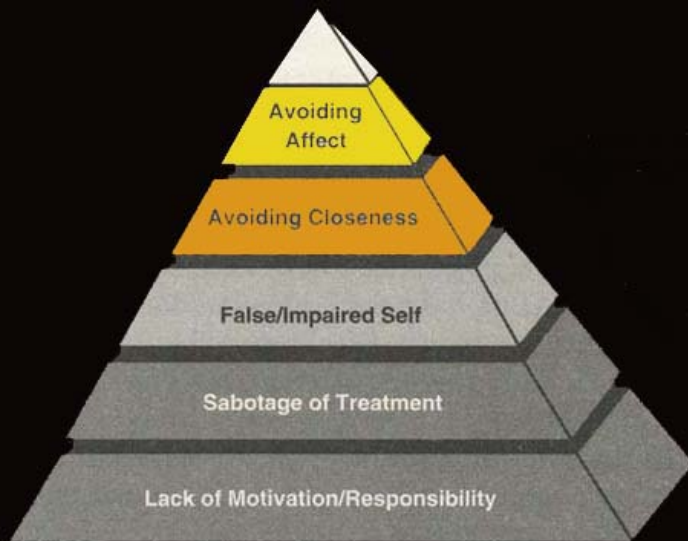 Avoiding
Affect
Avoiding Closeness
False/Impaired Self
Sabotage of Treatment
Lack of Motivation/Responsibility